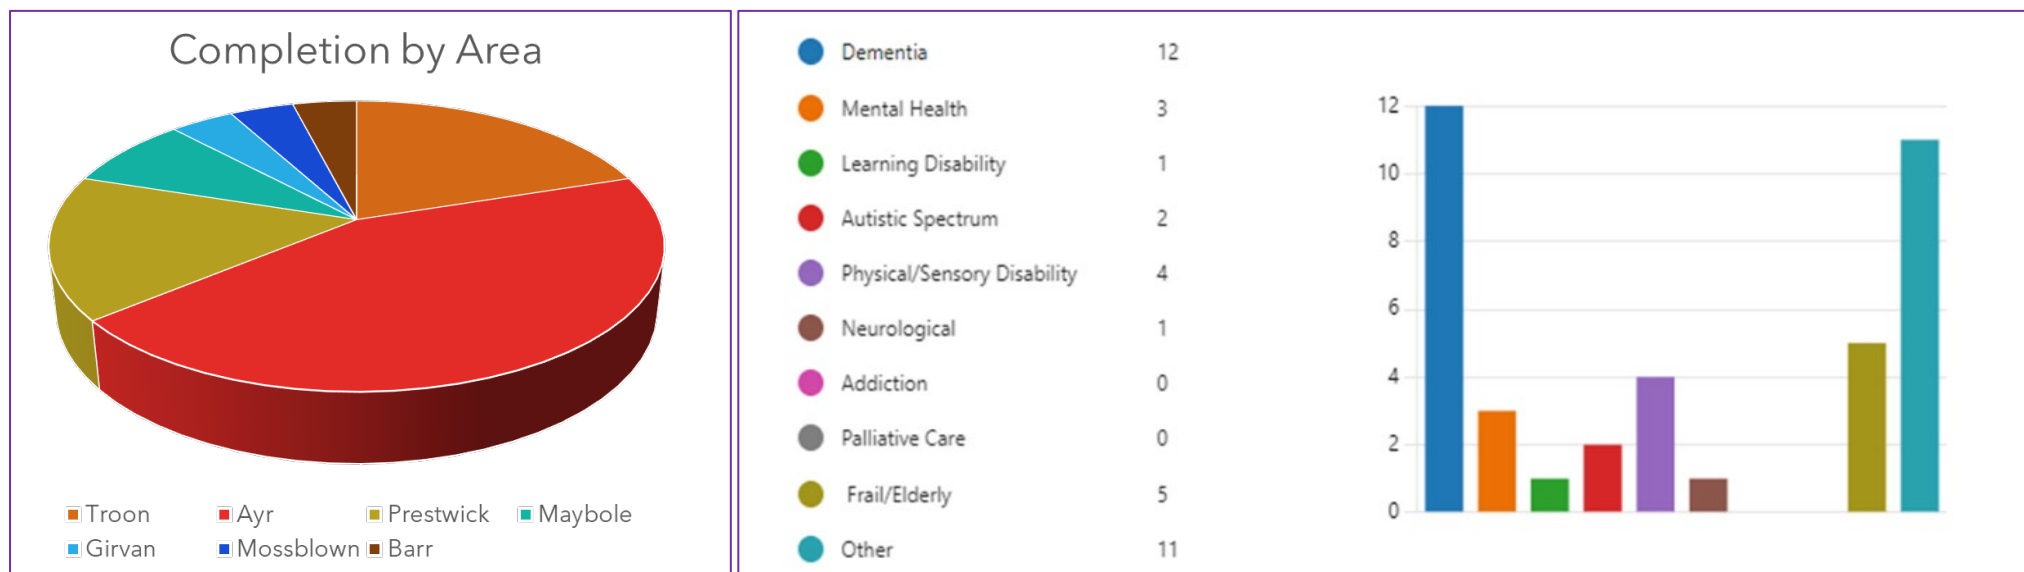 Completion by Area
Troon Ayr Prestwick Maybole
Girvan Mossblown Barr
Dementia 12
Mental Health 3
Learning Disability 1
Autistic Spectrum 2
Physical/Sensory Disability 4
Neurological 1
Addiction 0
Palliative Care 0
Frail/Elderly 5
Other 11
12
10
8
6
4
2
0